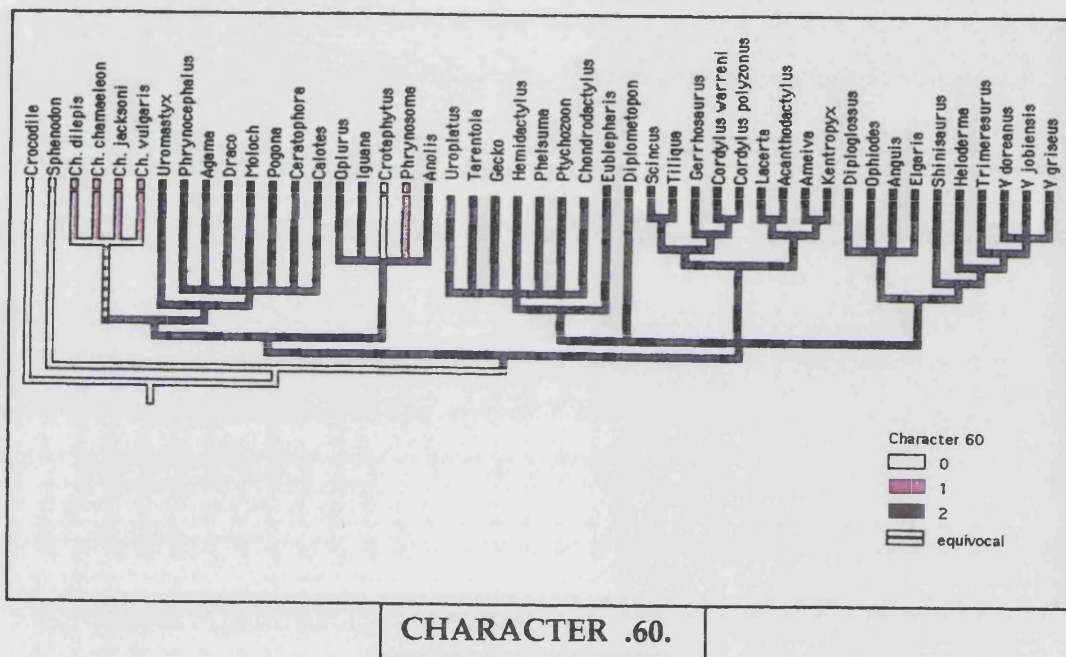 Crocodile
Sphenodon
Ch. dilepis
Ch. chamaeleon
Ch. jacksoni
Ch. vulgaris
Uromastyx
Phrynocephalus
Agama
Draco
Moloch
Pogona
Ceratophora
Calotes
Oplurus
Iguana
Crotaphytus
Phrynosoma
Anolis
Uroplatus
Tarentola
Gecko
Hemidactylus
Phelsuma
Ptychozoon
Chondrodactylus
Eublepharis
Diplometopon
Scincus
Tiliqua
Gerrhosaurus
Cordylus warreni
Cordylus polyzonus
Lacerta
Acanthodactylus
Ameiva
Kentropyx
Diploglossus
Ophiodes
Anguis
Elgaria
Shinisaurus
Heloderma
Trimeresurus
V doreanus
V jobiensis
V griseus
Character 60
0
1
2
equivocal
CHARACTER .60.